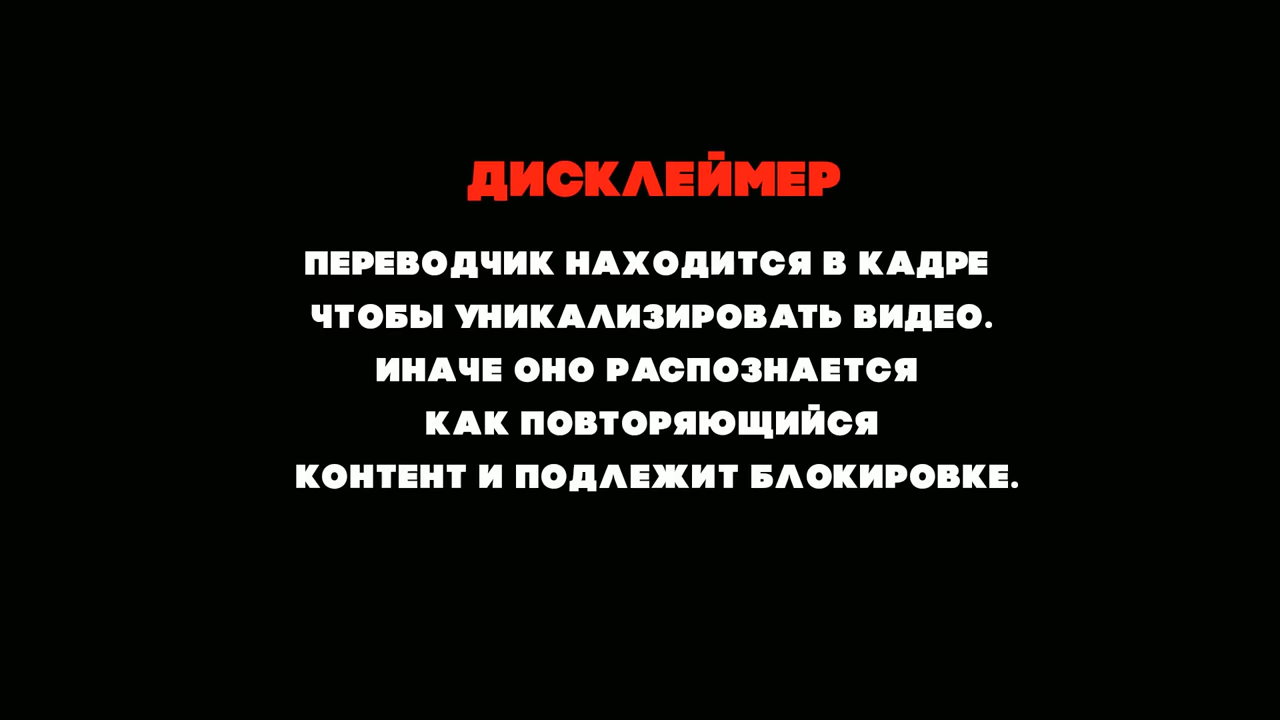 ДИСКЛЕЙМЕР
ПЕРЕВОДЧИК НАХОДИТСЯ В КАДРЕ
ЧТОБЫ УНИКАЛИЗИРОВАТЬ ВИДЕО.
ИНАЧЕ ОНО РАСПОЗНАЕТСЯ
КАК ПОВТОРЯЮЩИЙСЯ
КОНТЕНТ И ПОДЛЕЖИТ БЛОКИРОВКЕ.